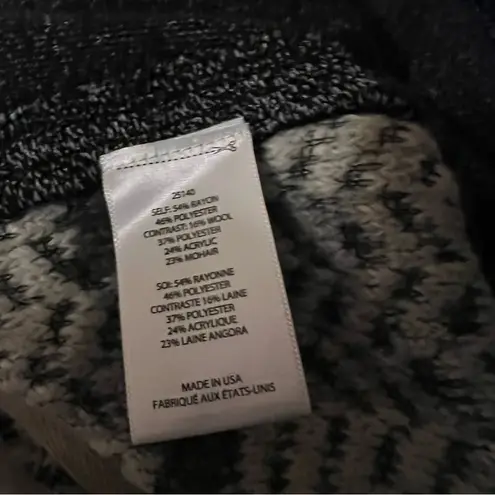 25140
SELF: 54% RAYON
46% POLYESTER
CONTRAST: 16% WOOL
37% POLYESTER
24% ACRYLIC
23% MOHAIR
SOI: 54% RAYONNE
46% POLYESTER
CONTRASTE 16% LAINE
37% POLYESTER
24% ACRYLIQUE
23% LAINE ANGORA
MADE IN USA
FABRIQUÉ AUX ÉTATS-UNIS